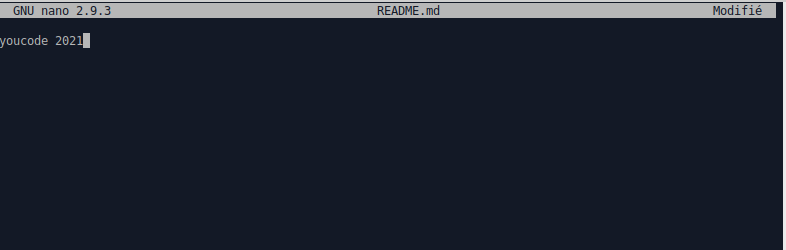 GNU nano 2.9.3 README.md Modifié
youcode 2021